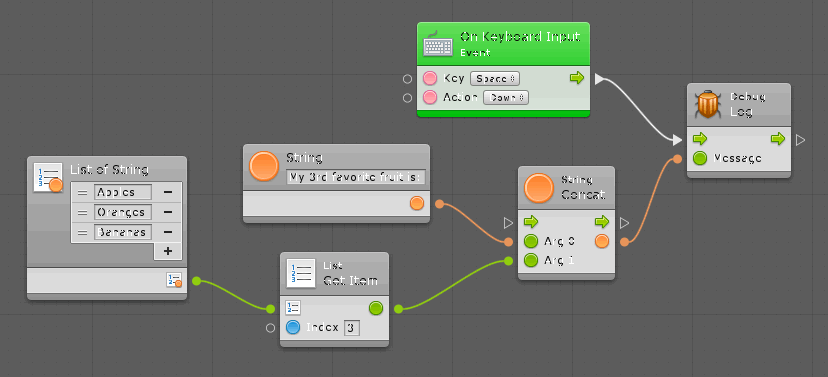 On Keyboard Input
Event
Key Space
Action Down
Debug
Log
Message
String
My 3rd favorite fruit is
List of String
Apples
Oranges
Bananas
+
String
Concat
Arg 0
Arg 1
List
Get Item
Index 3